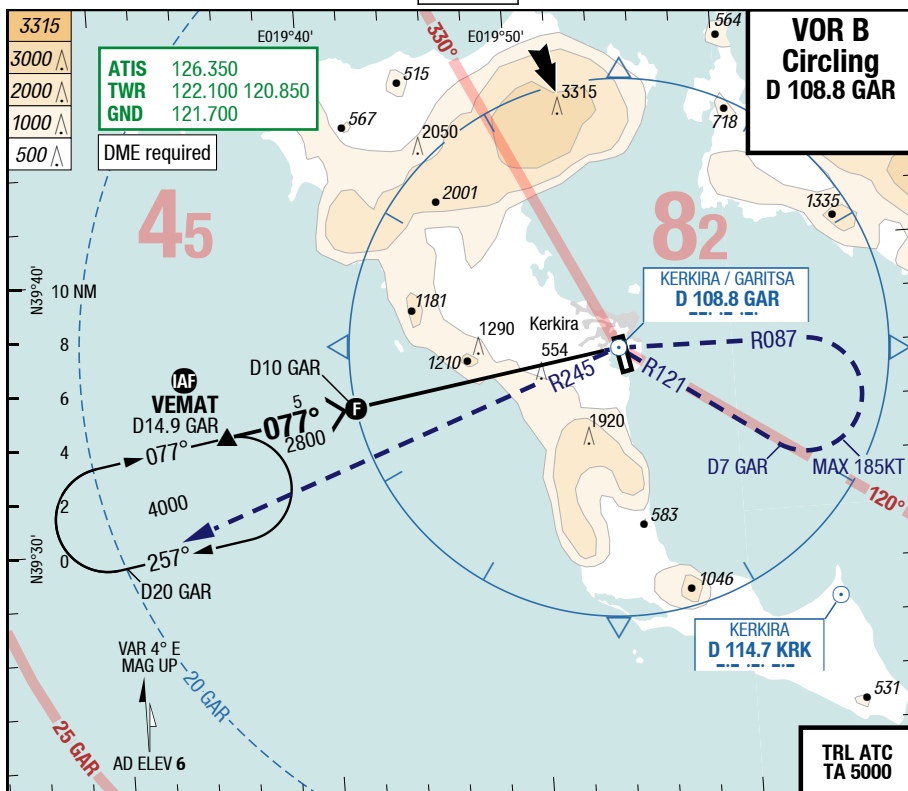 3315
3000
2000
1000
500
ATIS 126.350
TWR 122.100 120.850
GND 121.700
DME required
E019°40'
E019°50'
330°
VOR B
Circling
D 108.8 GAR
564
515
567
2050
3315
718
2001
1335
45
82
N39°40'
10 NM
8
6
4
2
0
N39°30'
KERKIRA / GARITSA
D 108.8 GAR
1181
1290
Kerkira
1210
554
D10 GAR
F
R245
R087
R121
IAF
VEMAT
D14.9 GAR
5
077°
2800
077°
4000
257°
D20 GAR
1920
D7 GAR
MAX 185KT
120°
583
1046
KERKIRA
D 114.7 KRK
531
VAR 4° E
MAG UP
AD ELEV 6
20 GAR
25 GAR
TRL ATC
TA 5000